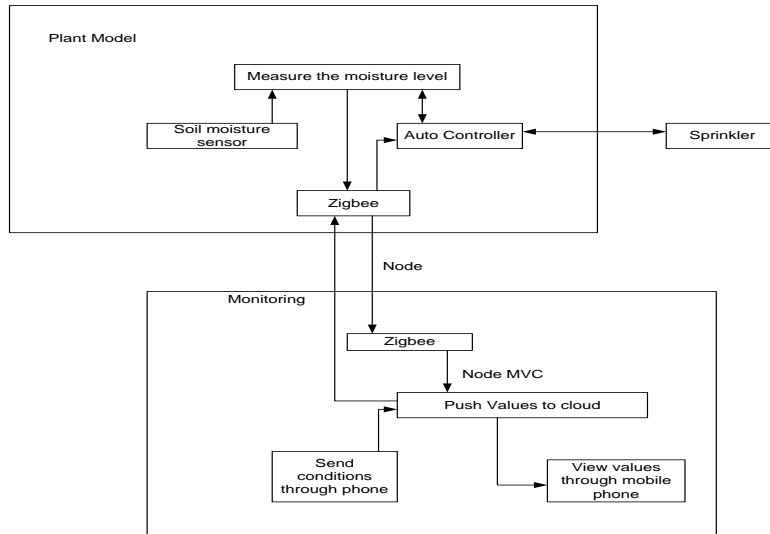 Plant Model
Measure the moisture level
Soil moisture
sensor
Auto Controller
Sprinkler
Zigbee
Node
Monitoring
Zigbee
Node MVC
Push Values to cloud
Send
conditions
through phone
View values
through mobile
phone